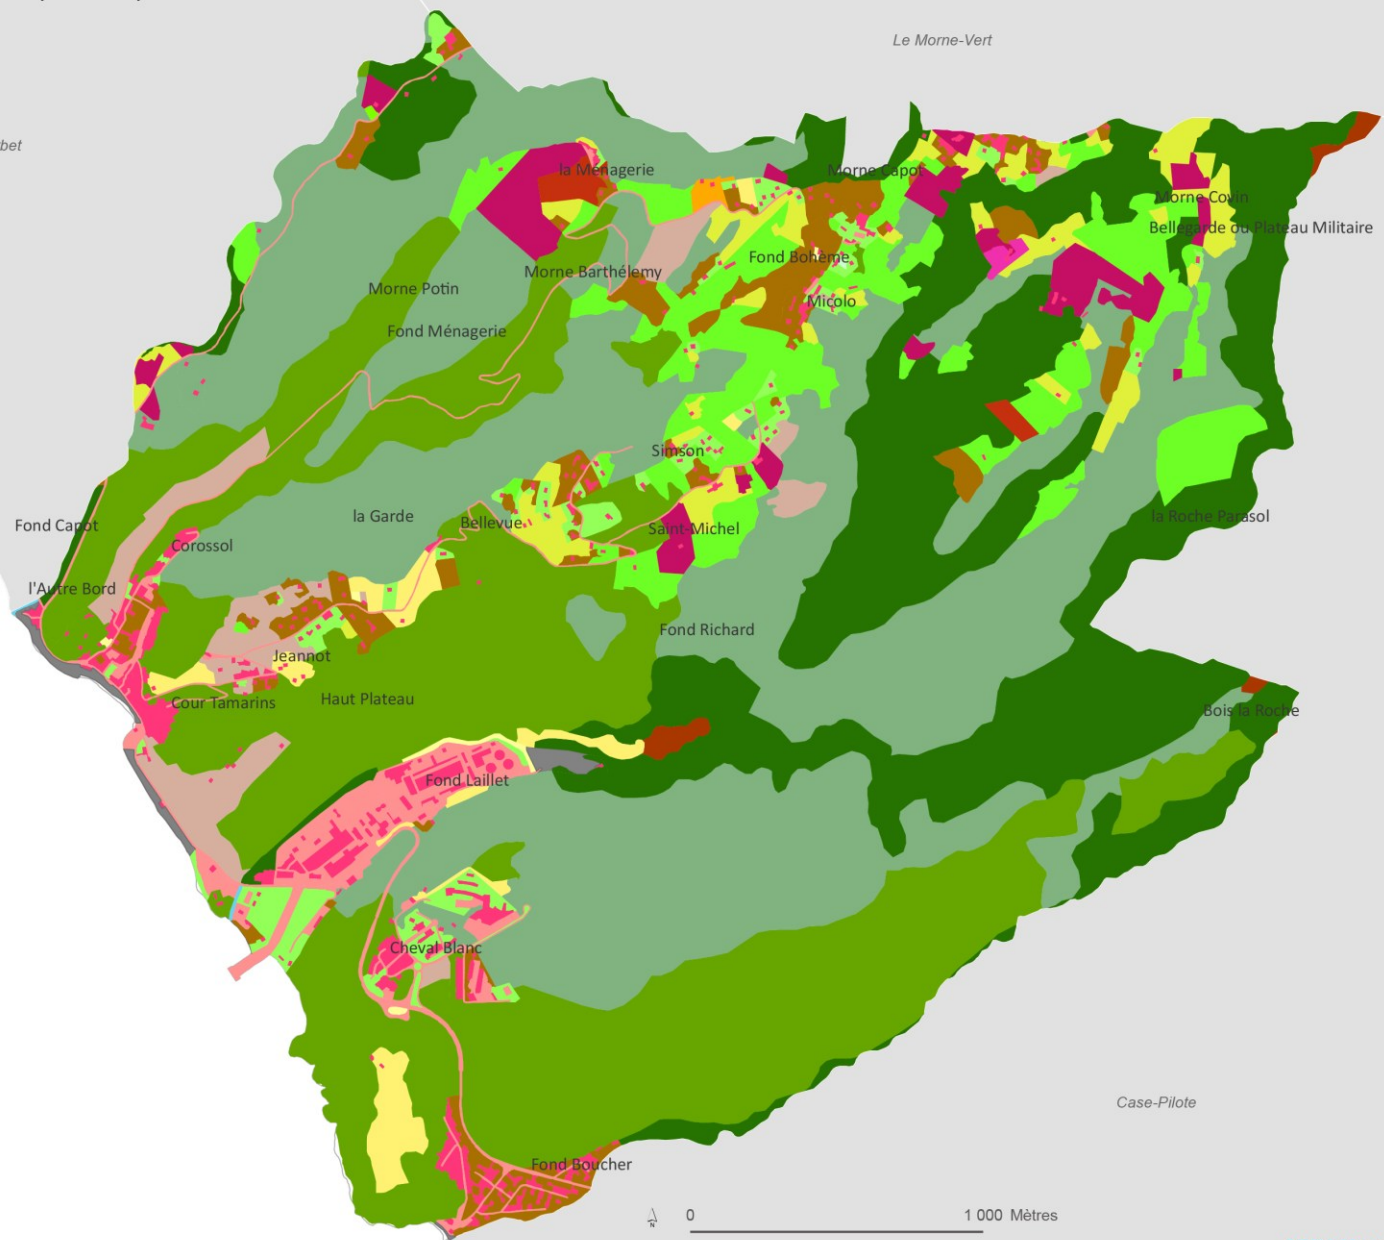 Le Morne-Vert
bet
la Ménagerie
Morne Capot
Morne Covin
Bellegarde ou Plateau Militaire
Fond Bohème
Morne Barthélemy
Morne Potin
Micolo
Fond Ménagerie
Simson
la Garde
Bellevue
Saint-Michel
la Roche Parasol
Fond Capot
Corossol
l'Autre Bord
Fond Richard
Jeannot
Haut Plateau
Cour Tamarins
Bois la Roche
Fond Laillet
Cheval Blanc
Case-Pilote
Fond Boucher
N
0 1 000 Mètres